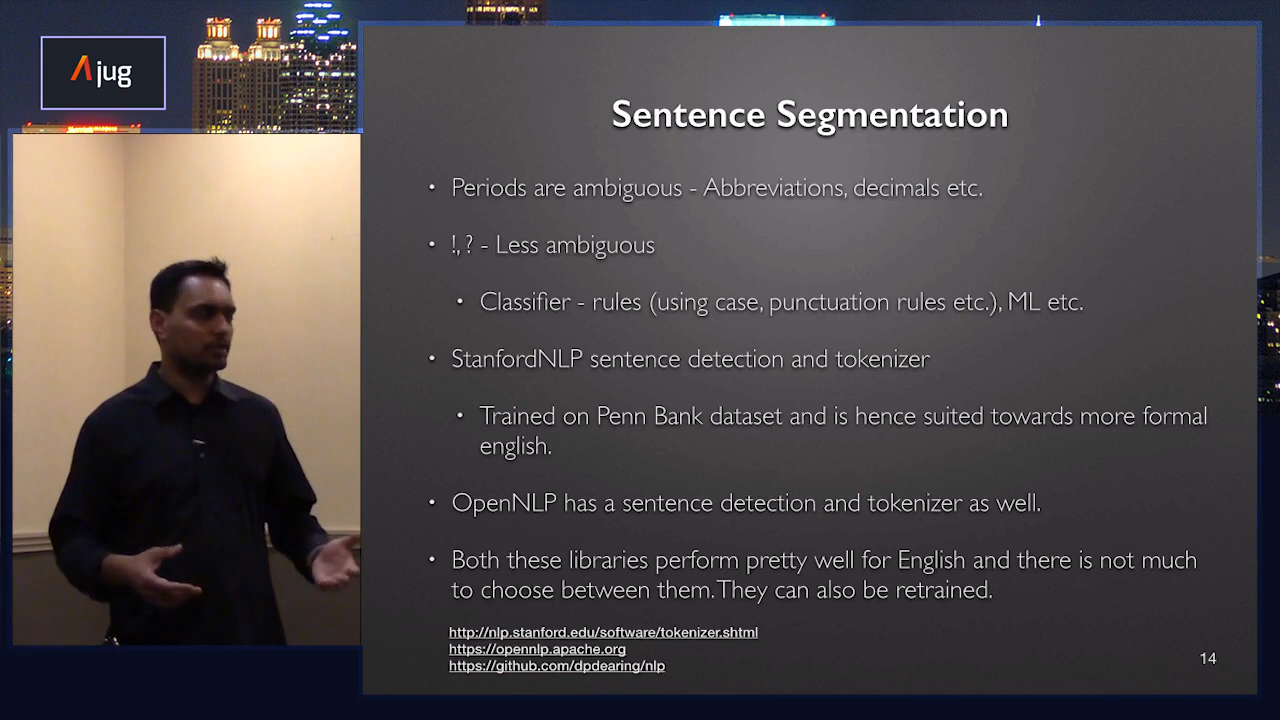 Λjug
Sentence Segmentation
• Periods are ambiguous - Abbreviations, decimals etc.
• !, ? - Less ambiguous
• Classifier - rules (using case, punctuation rules etc.), ML etc.
• StanfordNLP sentence detection and tokenizer
• Trained on Penn Bank dataset and is hence suited towards more formal
english.
• OpenNLP has a sentence detection and tokenizer as well.
• Both these libraries perform pretty well for English and there is not much
to choose between them. They can also be retrained.
http://nlp.stanford.edu/software/tokenizer.shtml
https://opennlp.apache.org
https://github.com/dpdearing/nlp
14